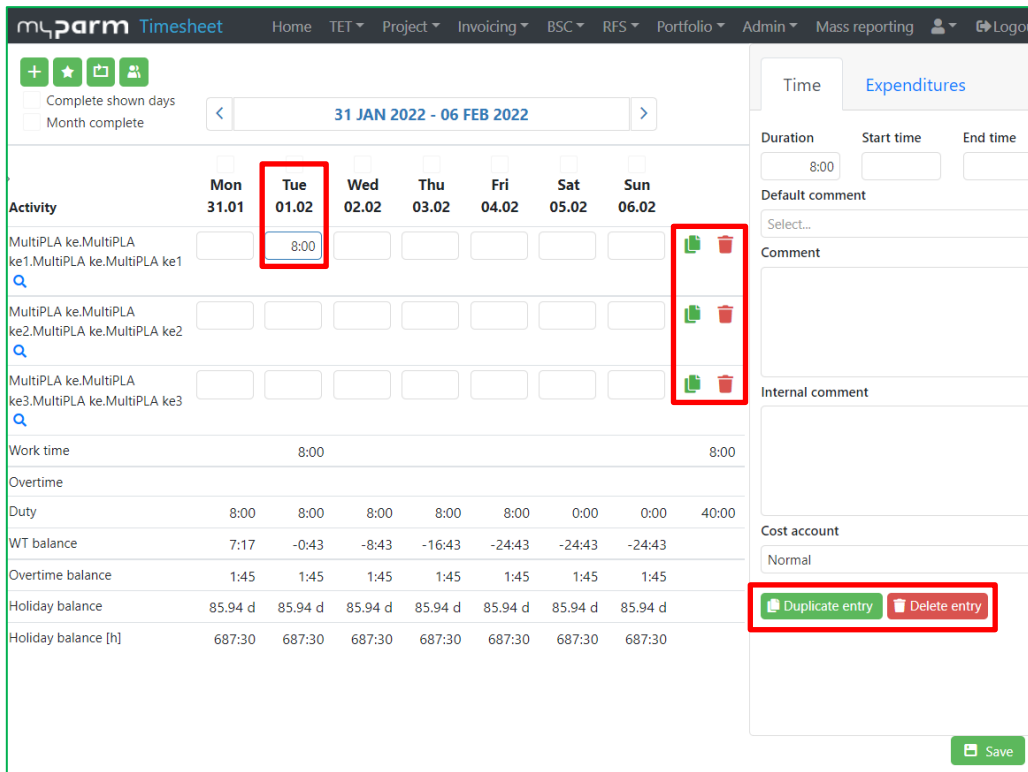 myparm Timesheet Home TET Project Invoicing BSC RFS Portfolio Admin Mass reporting Logou
Complete shown days
Month complete
31 JAN 2022 - 06 FEB 2022
Activity
Mon 31.01
Tue 01.02
Wed 02.02
Thu 03.02
Fri 04.02
Sat 05.02
Sun 06.02
MultiPLA ke.MultiPLA
ke1.MultiPLA ke.MultiPLA ke1
8:00
MultiPLA ke.MultiPLA
ke2.MultiPLA ke.MultiPLA ke2
MultiPLA ke.MultiPLA
ke3.MultiPLA ke.MultiPLA ke3
Work time 8:00 8:00
Overtime
Duty 8:00 8:00 8:00 8:00 8:00 0:00 0:00 40:00
WT balance 7:17 -0:43 -8:43 -16:43 -24:43 -24:43 -24:43
Overtime balance 1:45 1:45 1:45 1:45 1:45 1:45 1:45
Holiday balance 85.94 d 85.94 d 85.94 d 85.94 d 85.94 d 85.94 d 85.94 d
Holiday balance [h] 687:30 687:30 687:30 687:30 687:30 687:30 687:30
Time Expenditures
Duration Start time End time
8:00
Default comment
Select...
Comment
Internal comment
Cost account
Normal
Duplicate entry Delete entry
Save